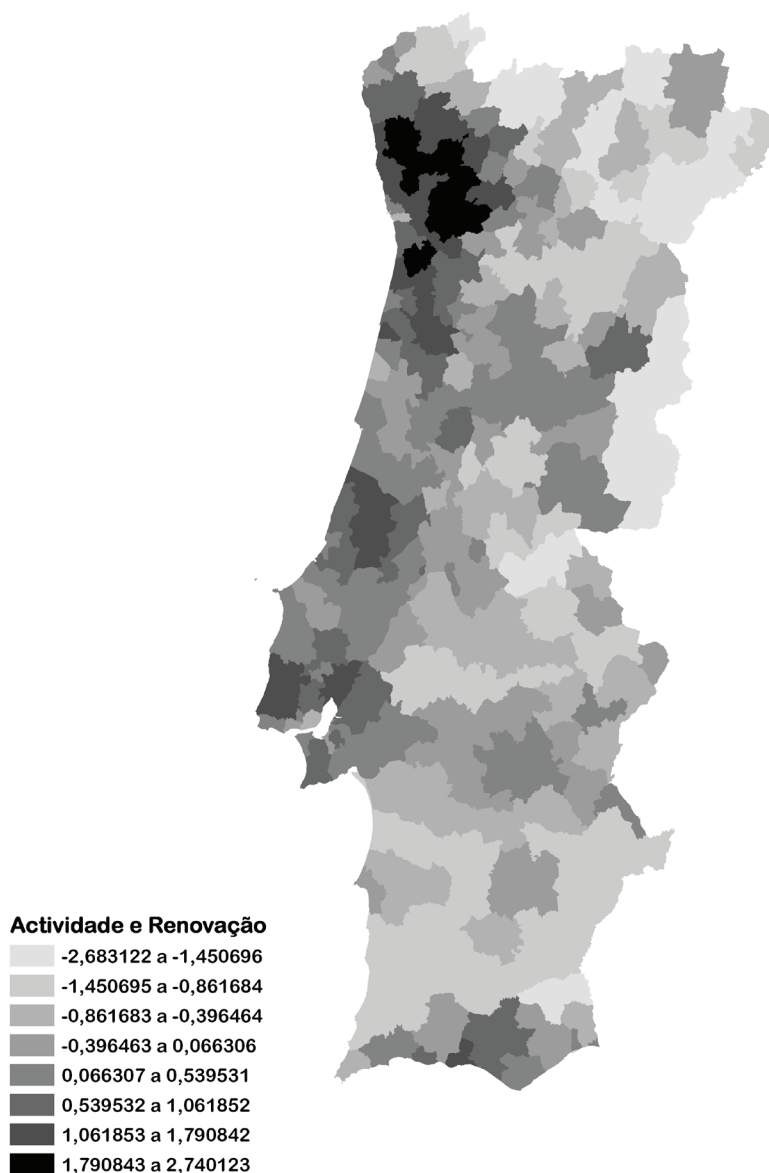 Actividade e Renovação
-2,683122 a -1,450696
-1,450695 a -0,861684
-0,861683 a -0,396464
-0,396463 a 0,066306
0,066307 a 0,539531
0,539532 a 1,061852
1,061853 a 1,790842
1,790843 a 2,740123